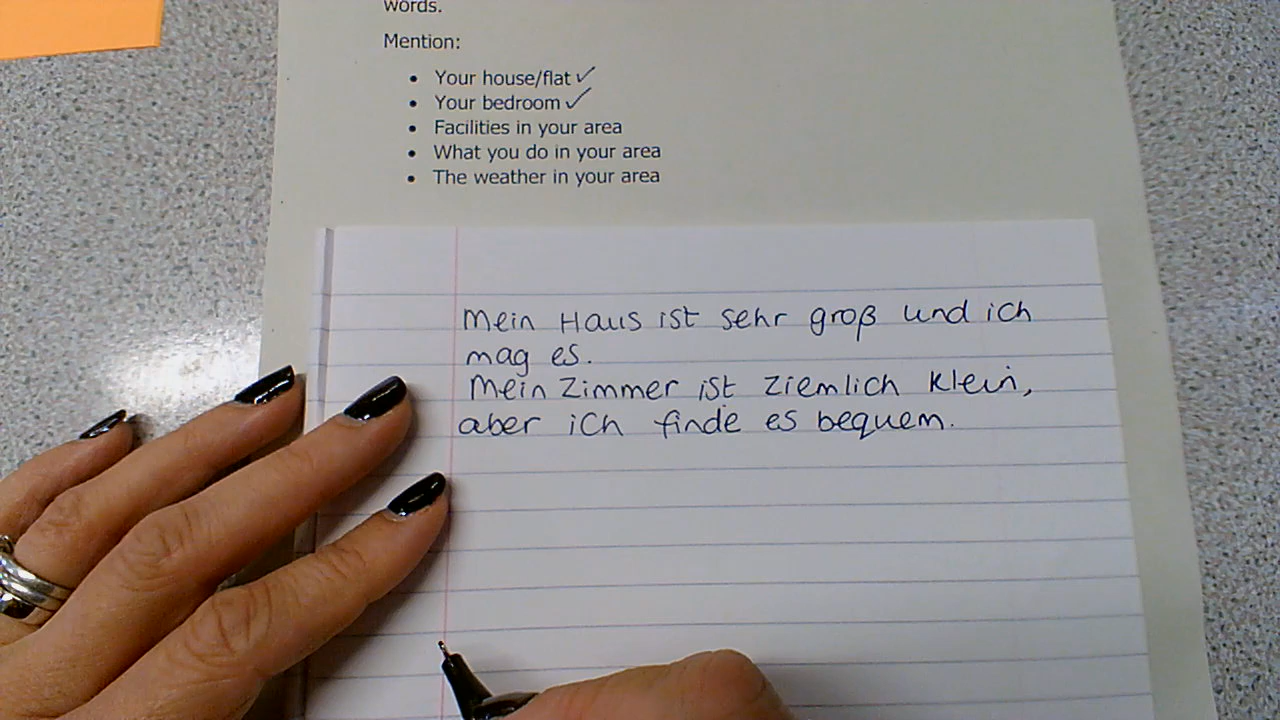 words.
Mention:
• Your house/flat ✓
• Your bedroom ✓
• Facilities in your area
• What you do in your area
• The weather in your area
Mein Haus ist sehr groß und ich
mag es.
Mein Zimmer ist ziemlich klein,
aber ich finde es bequem.